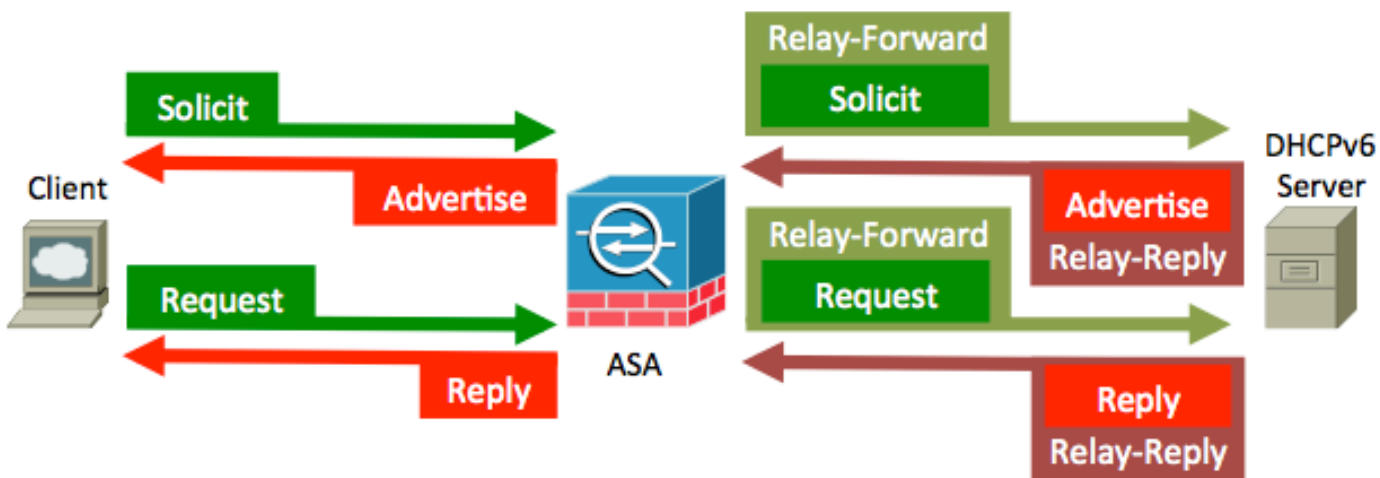 Client
Solicit
Advertise
Request
Reply
ASA
Relay-Forward
Solicit
Advertise
Relay-Reply
Relay-Forward
Request
Reply
Relay-Reply
DHCPv6
Server